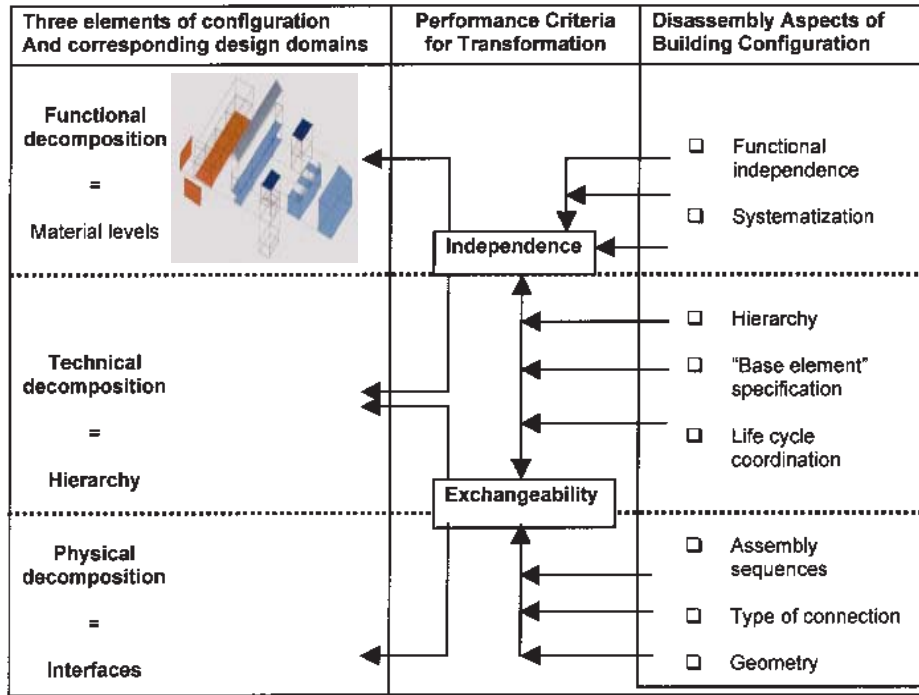 Three elements of configuration
And corresponding design domains
Performance Criteria
for Transformation
Disassembly Aspects of
Building Configuration
Functional
decomposition
=
Material levels
Independence
❑ Functional
independence
❑ Systematization
Technical
decomposition
=
Hierarchy
❑ Hierarchy
❑ "Base element"
specification
❑ Life cycle
coordination
Exchangeability
Physical
decomposition
=
Interfaces
❑ Assembly
sequences
❑ Type of connection
❑ Geometry